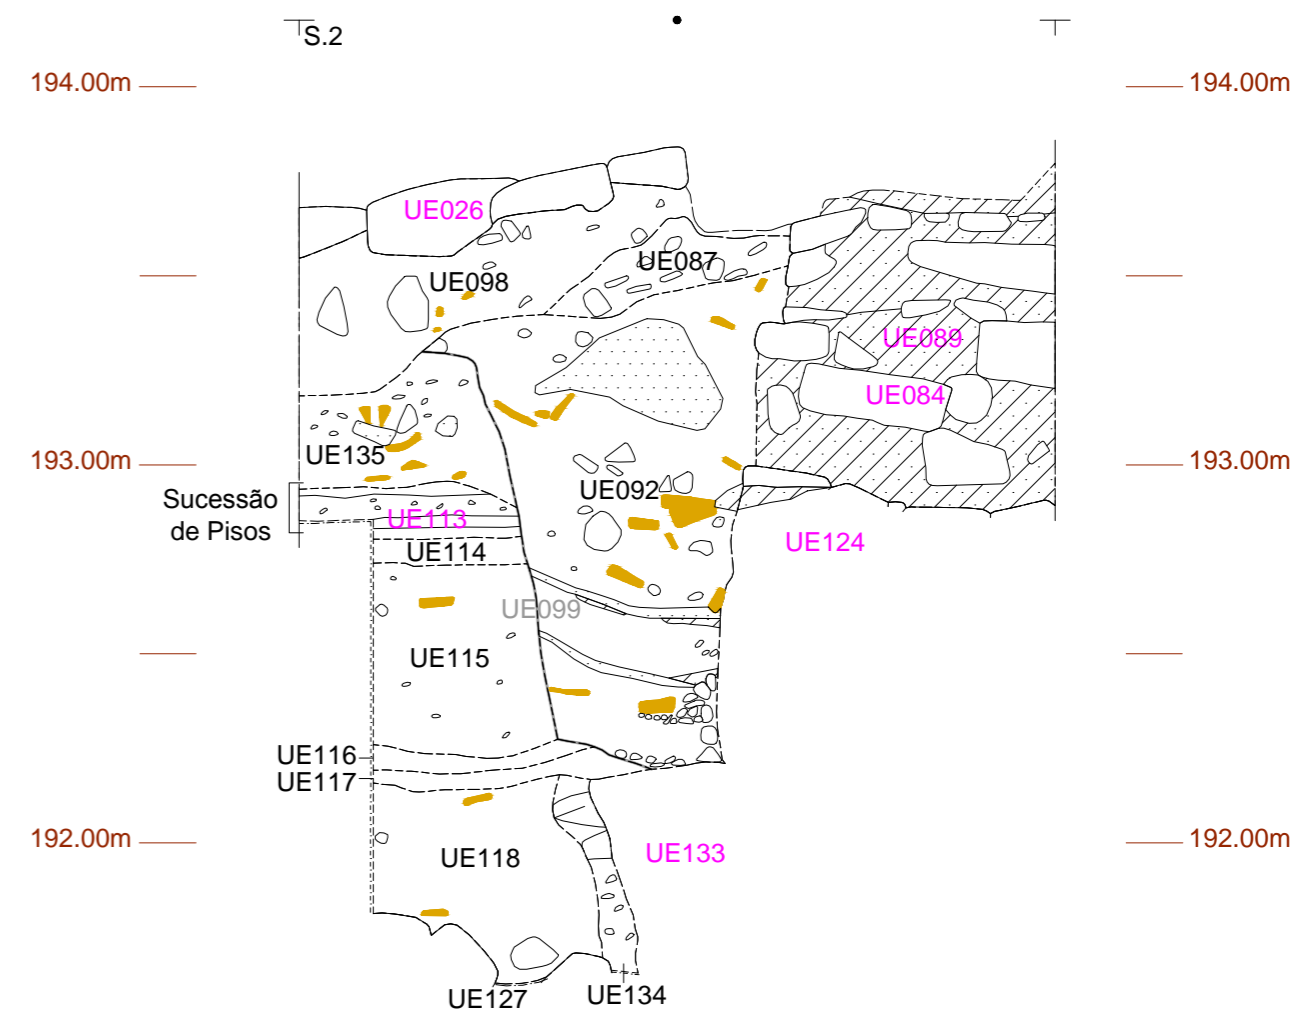 S.2
194.00m
194.00m
UE026
UE087
UE098
UE089
UE084
UE135
193.00m
193.00m
UE092
Sucessão
de Pisos
UE113
UE124
UE114
UE099
UE115
UE116
UE117
192.00m
192.00m
UE118
UE133
UE127
UE134